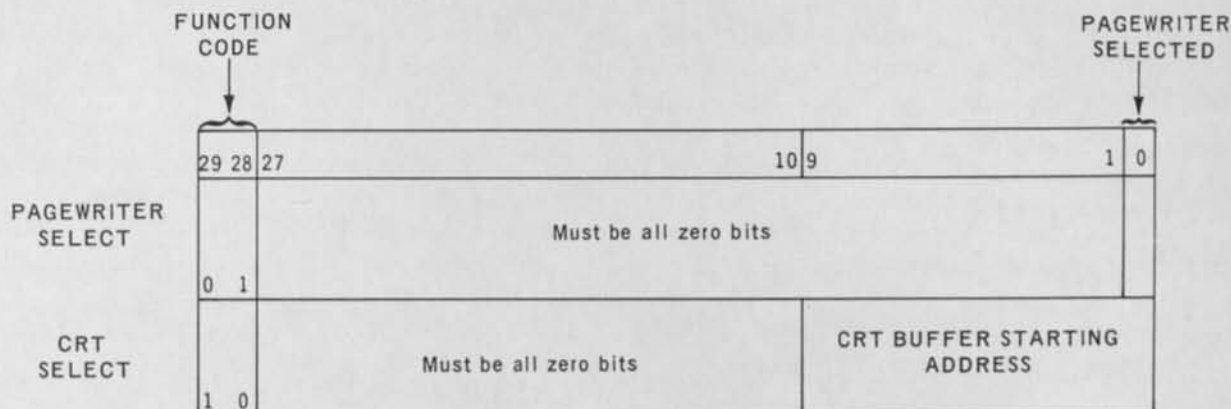 FUNCTION
CODE
PAGEWRITER
SELECTED
29 28 27 10 9 1 0
PAGEWRITER
SELECT
Must be all zero bits
0 1
CRT
SELECT
Must be all zero bits
CRT BUFFER STARTING
ADDRESS
1 0